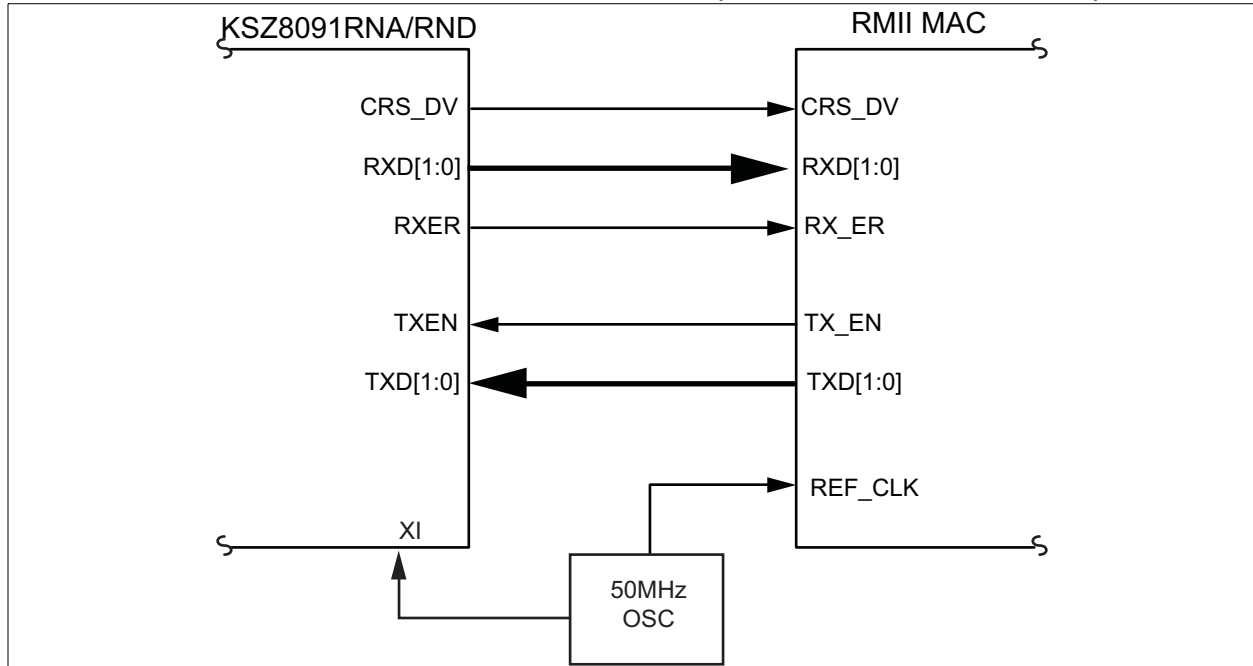 KSZ8091RNA/RND
RMII MAC
CRS_DV
CRS_DV
RXD[1:0]
RXD[1:0]
RXER
RX_ER
TXEN
TX_EN
TXD[1:0]
TXD[1:0]
REF_CLK
XI
50MHz
OSC